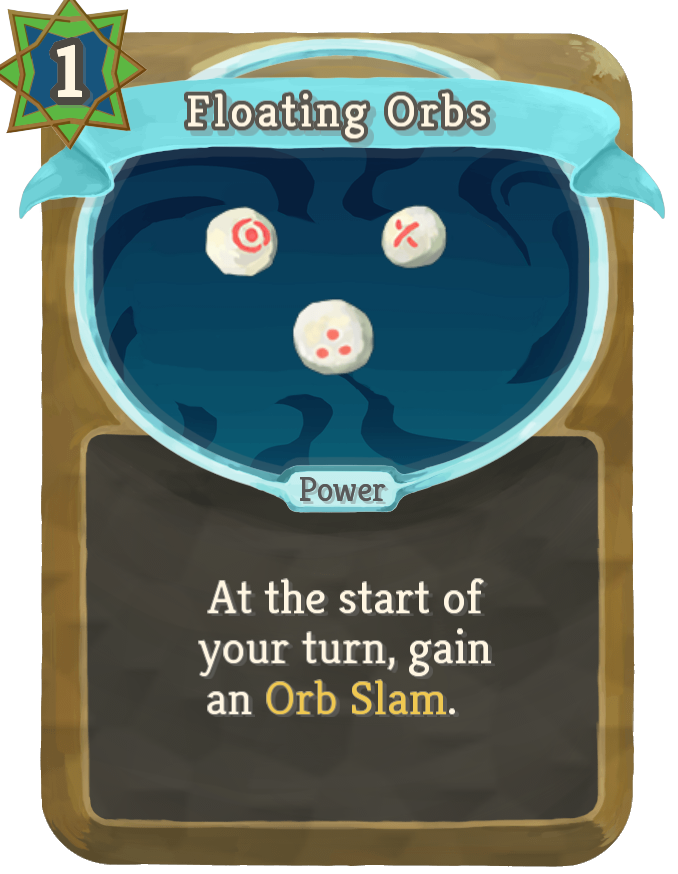 1
Floating Orbs
Power
At the start of
your turn, gain
an Orb Slam.